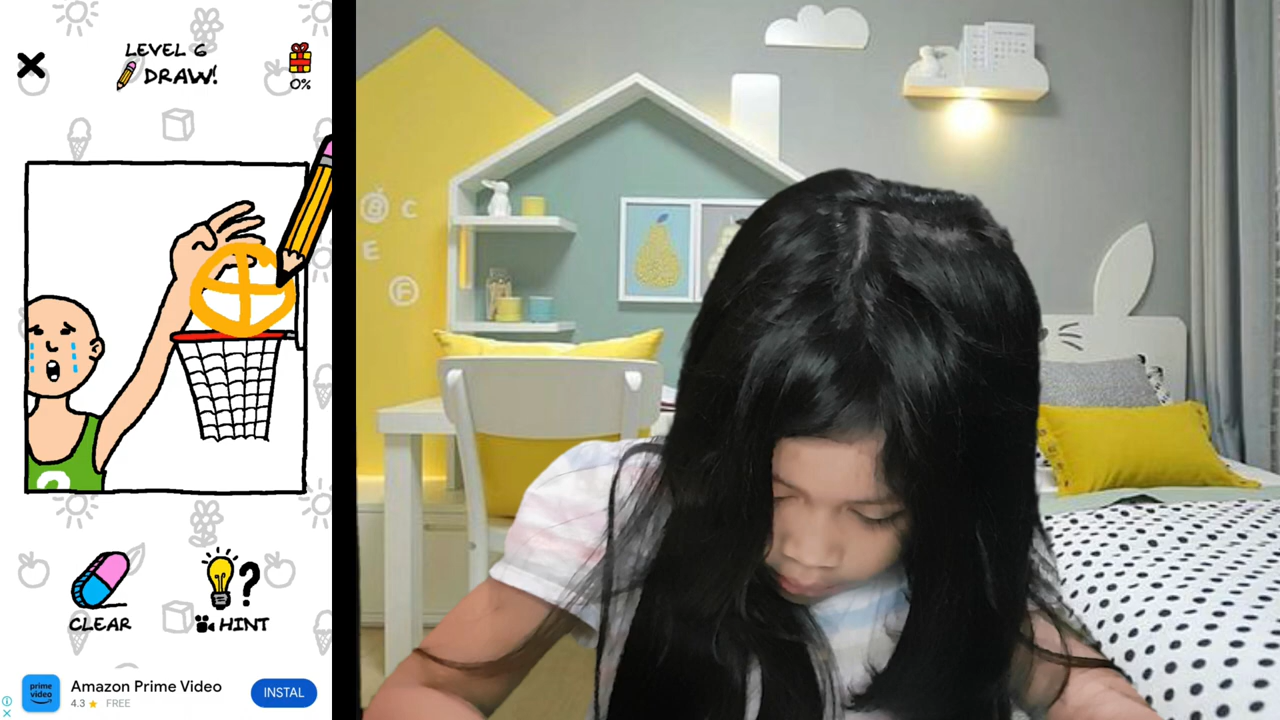 LEVEL 6
DRAW!
0%
CLEAR
?
HINT
prime
video
Amazon Prime Video
4.3 ★ FREE
INSTAL
B C
E
F